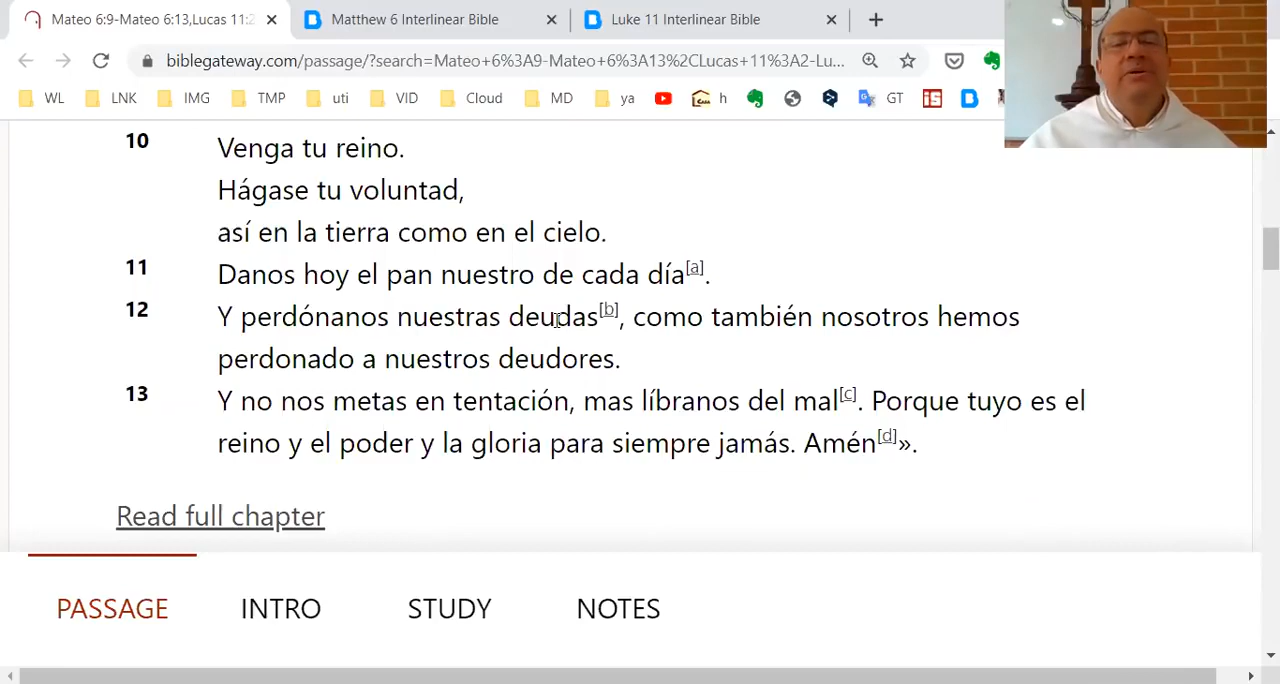 Mateo 6:9-Mateo 6:13,Lucas 11:2
Matthew 6 Interlinear Bible
Luke 11 Interlinear Bible
biblegateway.com/passage/?search=Mateo+6%3A9-Mateo+6%3A13%2CLucas+11%3A2-Lu...
WL LNK IMG TMP uti VID Cloud MD ya h GT
10 Venga tu reino.
Hágase tu voluntad,
así en la tierra como en el cielo.
11 Danos hoy el pan nuestro de cada día[a].
12 Y perdónanos nuestras deudas[b], como también nosotros hemos
perdonado a nuestros deudores.
13 Y no nos metas en tentación, mas líbranos del mal[c]. Porque tuyo es el
reino y el poder y la gloria para siempre jamás. Amén[d]».
Read full chapter
PASSAGE INTRO STUDY NOTES